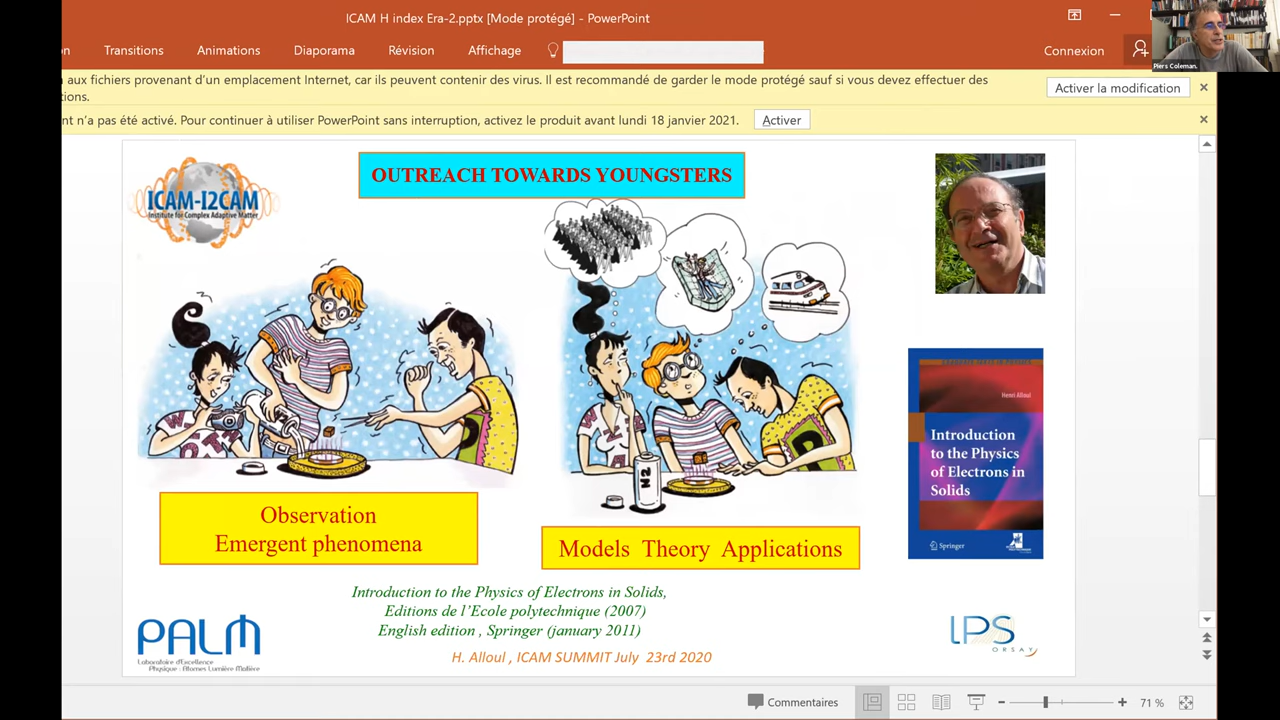 ICAM H index Era-2.pptx [Mode protégé] - PowerPoint
on Transitions Animations Diaporama Révision Affichage
Connexion
Piers Coleman.
aux fichiers provenant d'un emplacement Internet, car ils peuvent contenir des virus. Il est recommandé de garder le mode protégé sauf si vous devez effectuer des
tions.
Activer la modification
nt n'a pas été activé. Pour continuer à utiliser PowerPoint sans interruption, activez le produit avant lundi 18 janvier 2021.
Activer
ICAM-I2CAM
Institute for Complex Adaptive Matter
OUTREACH TOWARDS YOUNGSTERS
N2
Observation
Emergent phenomena
Models Theory Applications
Henri Alloul
Introduction
to the Physics
of Electrons in
Solids
Springer
Introduction to the Physics of Electrons in Solids,
Editions de l'Ecole polytechnique (2007)
English edition , Springer (january 2011)
H. Alloul , ICAM SUMMIT July 23rd 2020
PALM
Laboratoire d'Excellence
Physique : Atomes Lumière Matière
LPS
ORSAY
Commentaires
71 %